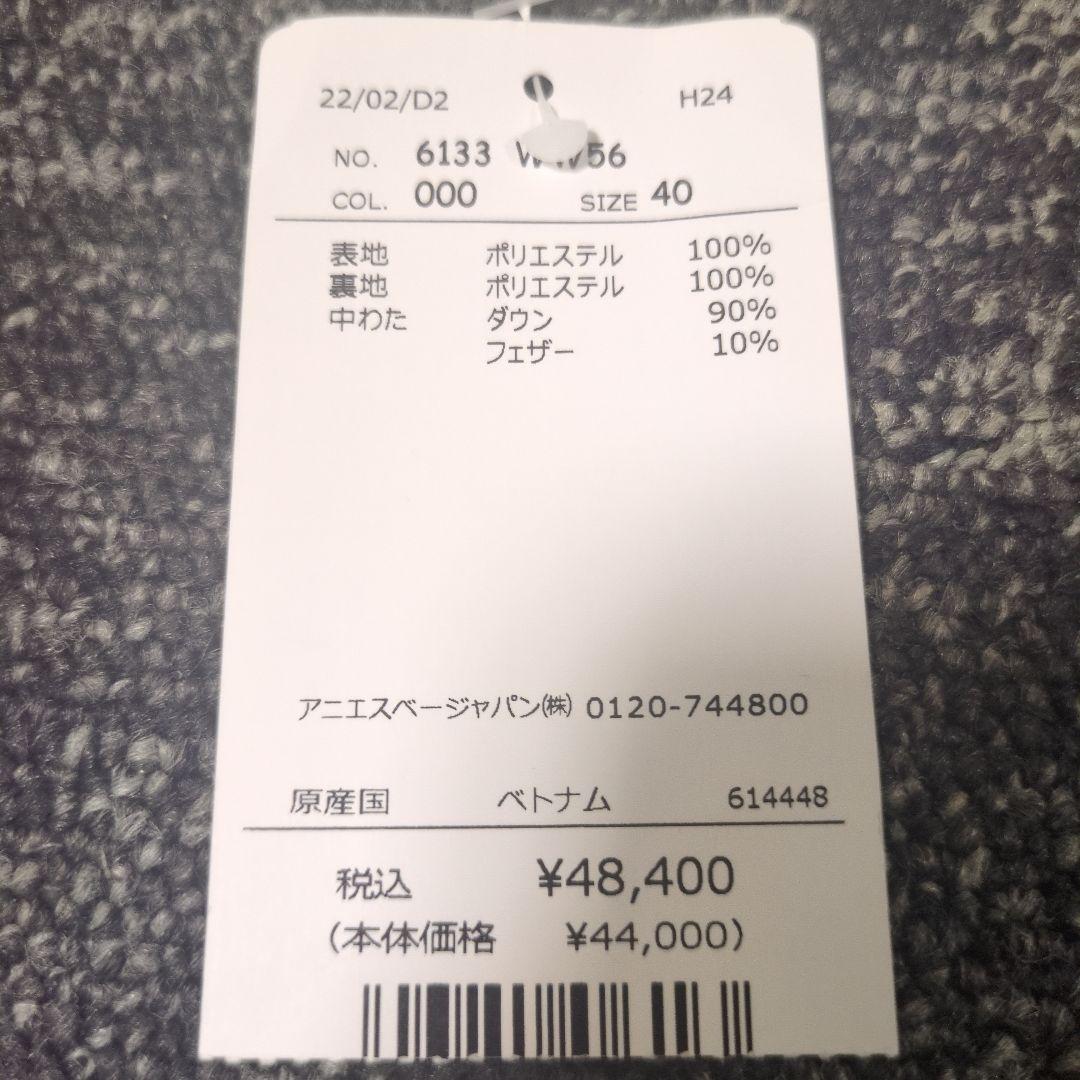 22/02/D2 H24
NO. 6133
COL. 000 SIZE 40
表地 ポリエステル 100%
裏地 ポリエステル 100%
中わた ダウン 90%
フェザー 10%
アニエスベージャパン㈱ 0120-744800
原産国 ベトナム 614448
税込 ¥48,400
(本体価格 ¥44,000)